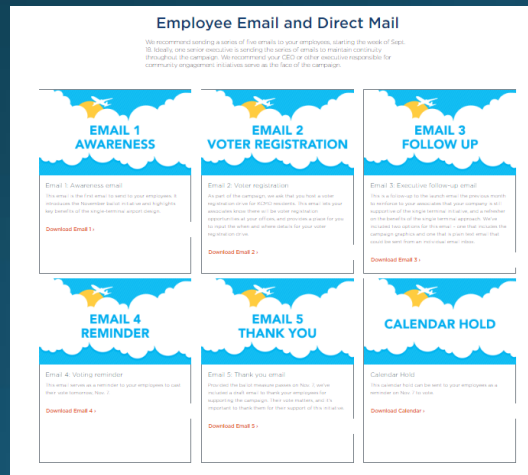 Employee Email and Direct Mail
We recommend sending a series of five emails to your employees, starting the week of Sept.
18. Ideally, one senior executive is sending the series of emails to maintain continuity
throughout the campaign. We recommend your CEO or other executive responsible for
community engagement initiatives serve as the face of the campaign.
EMAIL 1
AWARENESS
Email 1: Awareness email
This email is the first email to send to your employees. It
introduces the November ballot initiative and highlights
key benefits of the single terminal airport design.
Download Email 1 ›
EMAIL 2
VOTER REGISTRATION
Email 2: Voter registration
As part of the campaign, we ask that you host a voter
registration drive for KCMO residents. This email lets your
associates know there will be voter registration
opportunities at your offices and provides a place for you
to input the when and where details for your voter
registration drive.
Download Email 2 ›
EMAIL 3
FOLLOW UP
Email 3: Executive follow-up email
This is a follow-up to the launch email the previous month
to reinforce to your associates that your company is
supportive of the single terminal initiative, and a refresher
on the benefits of the single terminal approach. We've
included two options for this email – one that includes the
campaign graphics and one that is plain text email that
could be sent from an individual email inbox.
Download Email 3 ›
EMAIL 4
REMINDER
Email 4: Voting reminder
This email serves as a reminder to your employees to cast
their vote tomorrow, Nov. 7.
Download Email 4 ›
EMAIL 5
THANK YOU
Email 5: Thank you email
Provided the ballot measure passes on Nov. 7, we've
included a draft email to thank your employees for
supporting the campaign. Their vote matters, and it's
important to thank them for their support of this initiative.
Download Email 5 ›
CALENDAR HOLD
Calendar Hold
This calendar hold can be sent to your employees as a
reminder on Nov. 7 to vote.
Download Calendar ›